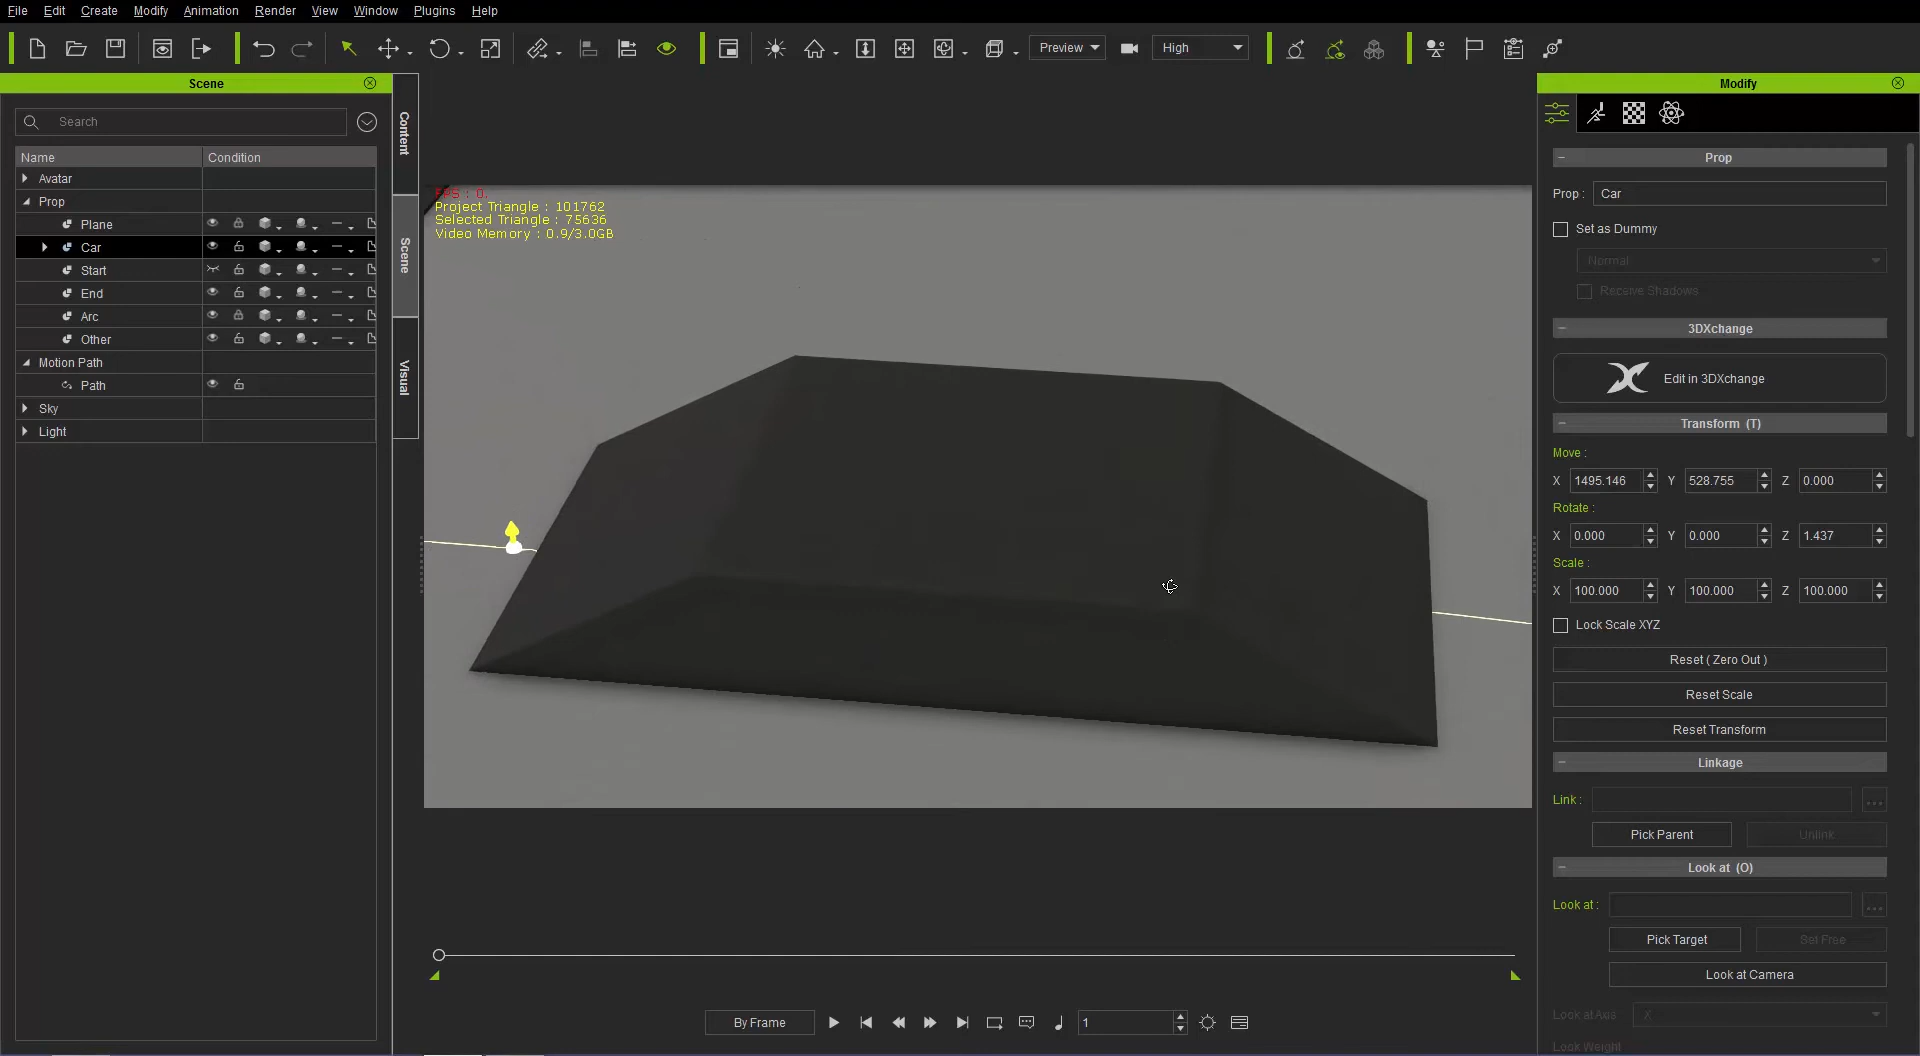 File Edit Create Modify Animation Render View Window Plugins Help
Preview High
Scene
Search
Name Condition
Avatar
Prop
Plane
Car
Start
End
Arc
Other
Motion Path
Path
Sky
Light
Content
Scene
Visual
FPS : 0.
Project Triangle : 101762
Selected Triangle : 75636
Video Memory : 0.9/3.0GB
By Frame 1
Modify
Prop
Prop : Car
Set as Dummy
Normal
Receive Shadows
3DXchange
Edit in 3DXchange
Transform (T)
Move :
X 1495.146 Y 528.755 Z 0.000
Rotate :
X 0.000 Y 0.000 Z 1.437
Scale :
X 100.000 Y 100.000 Z 100.000
Lock Scale XYZ
Reset ( Zero Out )
Reset Scale
Reset Transform
Linkage
Link : ...
Pick Parent Unlink
Look at (O)
Look at : ...
Pick Target Set Free
Look at Camera
Look at Axis X
Look Weight